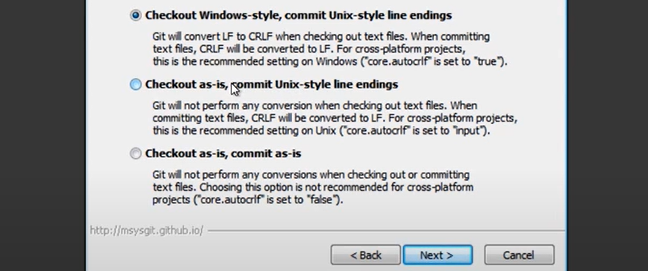 Checkout Windows-style, commit Unix-style line endings
Git will convert LF to CRLF when checking out text files. When committing
text files, CRLF will be converted to LF. For cross-platform projects,
this is the recommended setting on Windows ("core.autocrlf" is set to "true").
Checkout as-is, commit Unix-style line endings
Git will not perform any conversion when checking out text files. When
committing text files, CRLF will be converted to LF. For cross-platform projects,
this is the recommended setting on Unix ("core.autocrlf" is set to "input").
Checkout as-is, commit as-is
Git will not perform any conversions when checking out or committing
text files. Choosing this option is not recommended for cross-platform
projects ("core.autocrlf" is set to "false").
http://msysgit.github.io/
< Back
Next >
Cancel